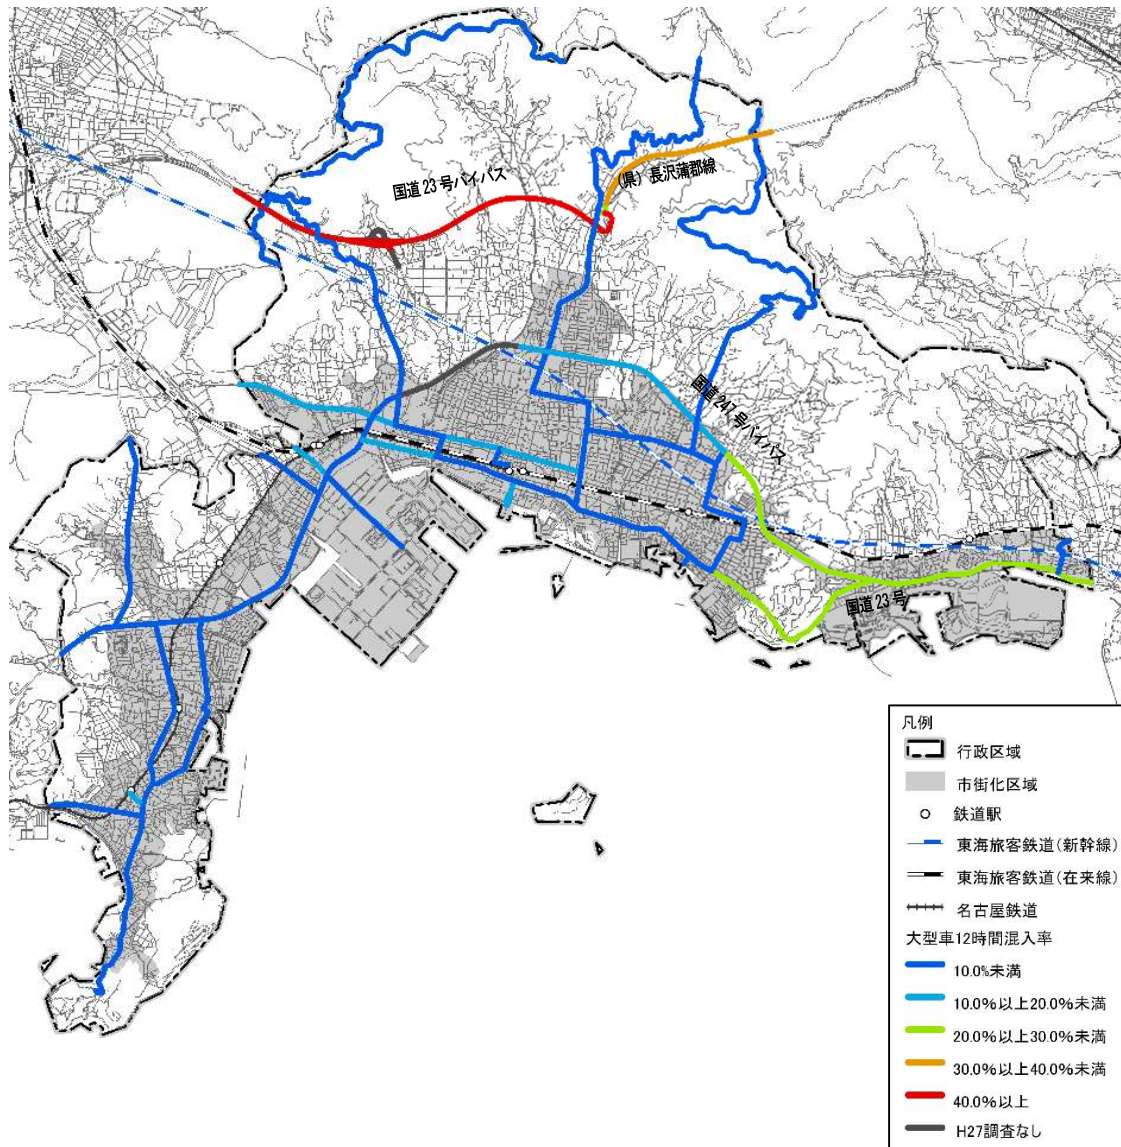 国道23号バイパス
(県)長沢蒲郡線
国道247号バイパス
国道23号
凡例
行政区域
市街化区域
鉄道駅
東海旅客鉄道(新幹線)
東海旅客鉄道(在来線)
名古屋鉄道
大型車12時間混入率
10.0%未満
10.0%以上20.0%未満
20.0%以上30.0%未満
30.0%以上40.0%未満
40.0%以上
H27調査なし